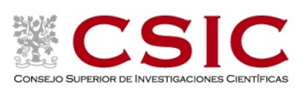 CSIC
CONSEJO SUPERIOR DE INVESTIGACIONES CIENTÍFICAS